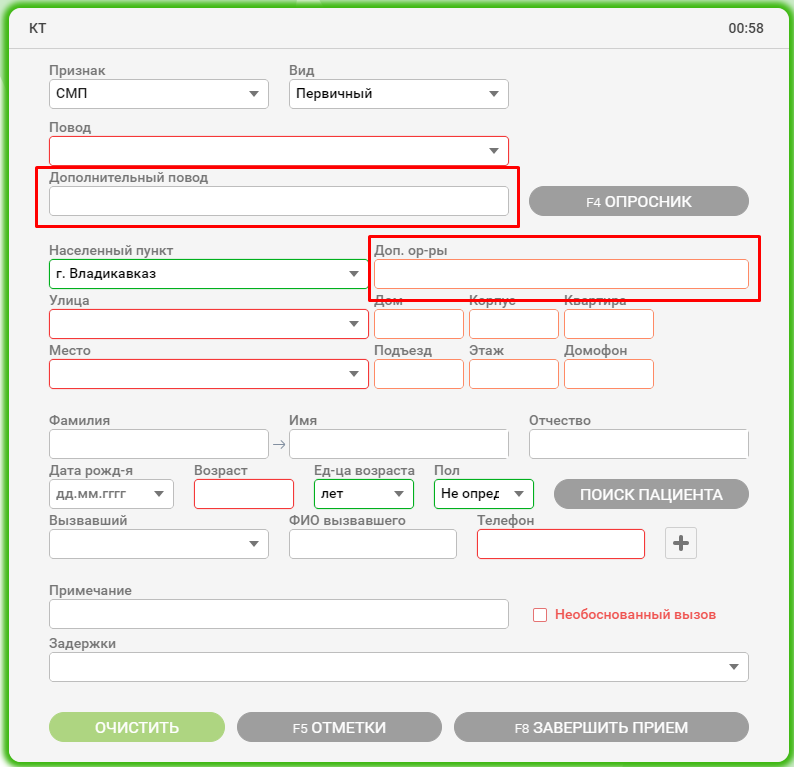 КТ 00:58
Признак Вид
СМП Первичный
Повод
Дополнительный повод
F4 ОПРОСНИК
Населенный пункт Доп. ор-ры
г. Владикавказ
Улица Дом Корпус Квартира
Место Подъезд Этаж Домофон
Фамилия Имя Отчество
Дата рожд-я Возраст Ед-ца возраста Пол
дд.мм.гггг лет Не опред ПОИСК ПАЦИЕНТА
Вызвавший ФИО вызвавшего Телефон
Примечание
Необоснованный вызов
Задержки
ОЧИСТИТЬ F5 ОТМЕТКИ F8 ЗАВЕРШИТЬ ПРИЕМ